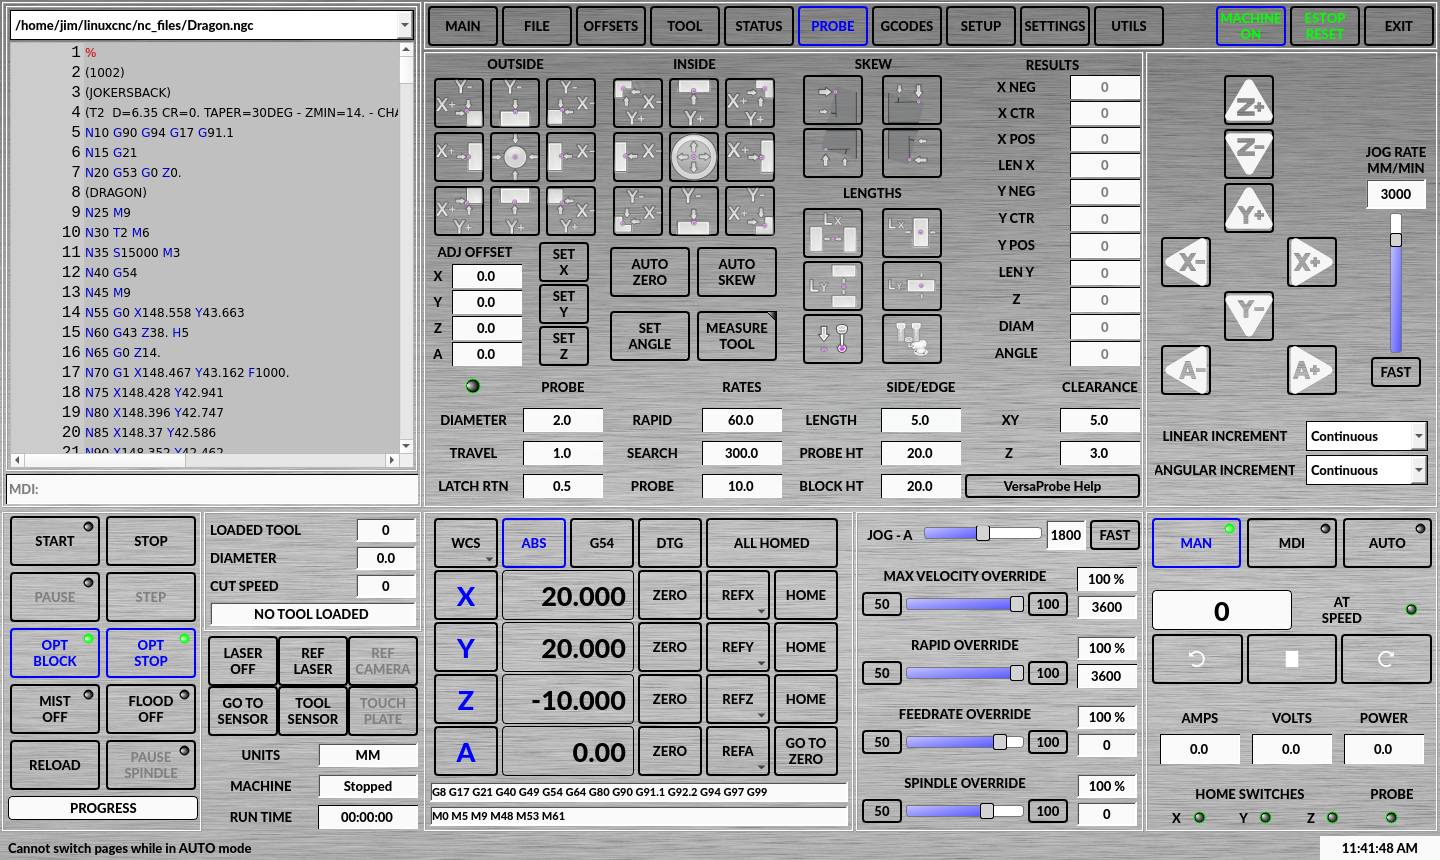 /home/jim/linuxcnc/nc_files/Dragon.ngc
MAIN FILE OFFSETS TOOL STATUS PROBE GCODES SETUP SETTINGS UTILS MACHINE ON ESTOP RESET EXIT
1 %
2 (1002)
3 (JOKERSBACK)
4 (T2  D=6.35 CR=0. TAPER=30DEG - ZMIN=14. - CHA
5 N10 G90 G94 G17 G91.1
6 N15 G21
7 N20 G53 G0 Z0.
8 (DRAGON)
9 N25 M9
10 N30 T2 M6
11 N35 S15000 M3
12 N40 G54
13 N45 M9
14 N55 G0 X148.558 Y43.663
15 N60 G43 Z38. H5
16 N65 G0 Z14.
17 N70 G1 X148.467 Y43.162 F1000.
18 N75 X148.428 Y42.941
19 N80 X148.396 Y42.747
20 N85 X148.37 Y42.586
21 N90 X148.352 Y42.462
MDI:
OUTSIDE INSIDE SKEW RESULTS
Y- Y- Y-
X+ X-
X+ X-
X+ X-
Y+ Y+ Y+
Y+ Y+ Y+
X- X+
X- X+
X- X+
Y- Y- Y-
LENGTHS
Lx Lx
LY LY
X NEG 0
X CTR 0
X POS 0
LEN X 0
Y NEG 0
Y CTR 0
Y POS 0
LEN Y 0
Z 0
DIAM 0
ANGLE 0
ADJ OFFSET
X 0.0
Y 0.0
Z 0.0
A 0.0
SET X
SET Y
SET Z
AUTO ZERO
AUTO SKEW
SET ANGLE
MEASURE TOOL
PROBE RATES SIDE/EDGE CLEARANCE
DIAMETER 2.0 RAPID 60.0 LENGTH 5.0 XY 5.0
TRAVEL 1.0 SEARCH 300.0 PROBE HT 20.0 Z 3.0
LATCH RTN 0.5 PROBE 10.0 BLOCK HT 20.0 VersaProbe Help
Z+
Z-
Y+
X- X+
Y-
A- A+
JOG RATE
MM/MIN
3000
FAST
LINEAR INCREMENT Continuous
ANGULAR INCREMENT Continuous
START STOP
PAUSE STEP
OPT BLOCK OPT STOP
MIST OFF FLOOD OFF
RELOAD PAUSE SPINDLE
PROGRESS
LOADED TOOL 0
DIAMETER 0.0
CUT SPEED 0
NO TOOL LOADED
LASER OFF REF LASER REF CAMERA
GO TO SENSOR TOOL SENSOR TOUCH PLATE
UNITS MM
MACHINE Stopped
RUN TIME 00:00:00
WCS ABS G54 DTG ALL HOMED
X 20.000 ZERO REFX HOME
Y 20.000 ZERO REFY HOME
Z -10.000 ZERO REFZ HOME
A 0.00 ZERO REFA GO TO ZERO
G8 G17 G21 G40 G49 G54 G64 G80 G90 G91.1 G92.2 G94 G97 G99
M0 M5 M9 M48 M53 M61
JOG - A 1800 FAST
MAX VELOCITY OVERRIDE 100 %
50 100 3600
RAPID OVERRIDE 100 %
50 100 3600
FEEDRATE OVERRIDE 100 %
50 100 0
SPINDLE OVERRIDE 100 %
50 100 0
MAN MDI AUTO
0 AT SPEED
AMPS VOLTS POWER
0.0 0.0 0.0
HOME SWITCHES PROBE
X Y Z
Cannot switch pages while in AUTO mode
11:41:48 AM